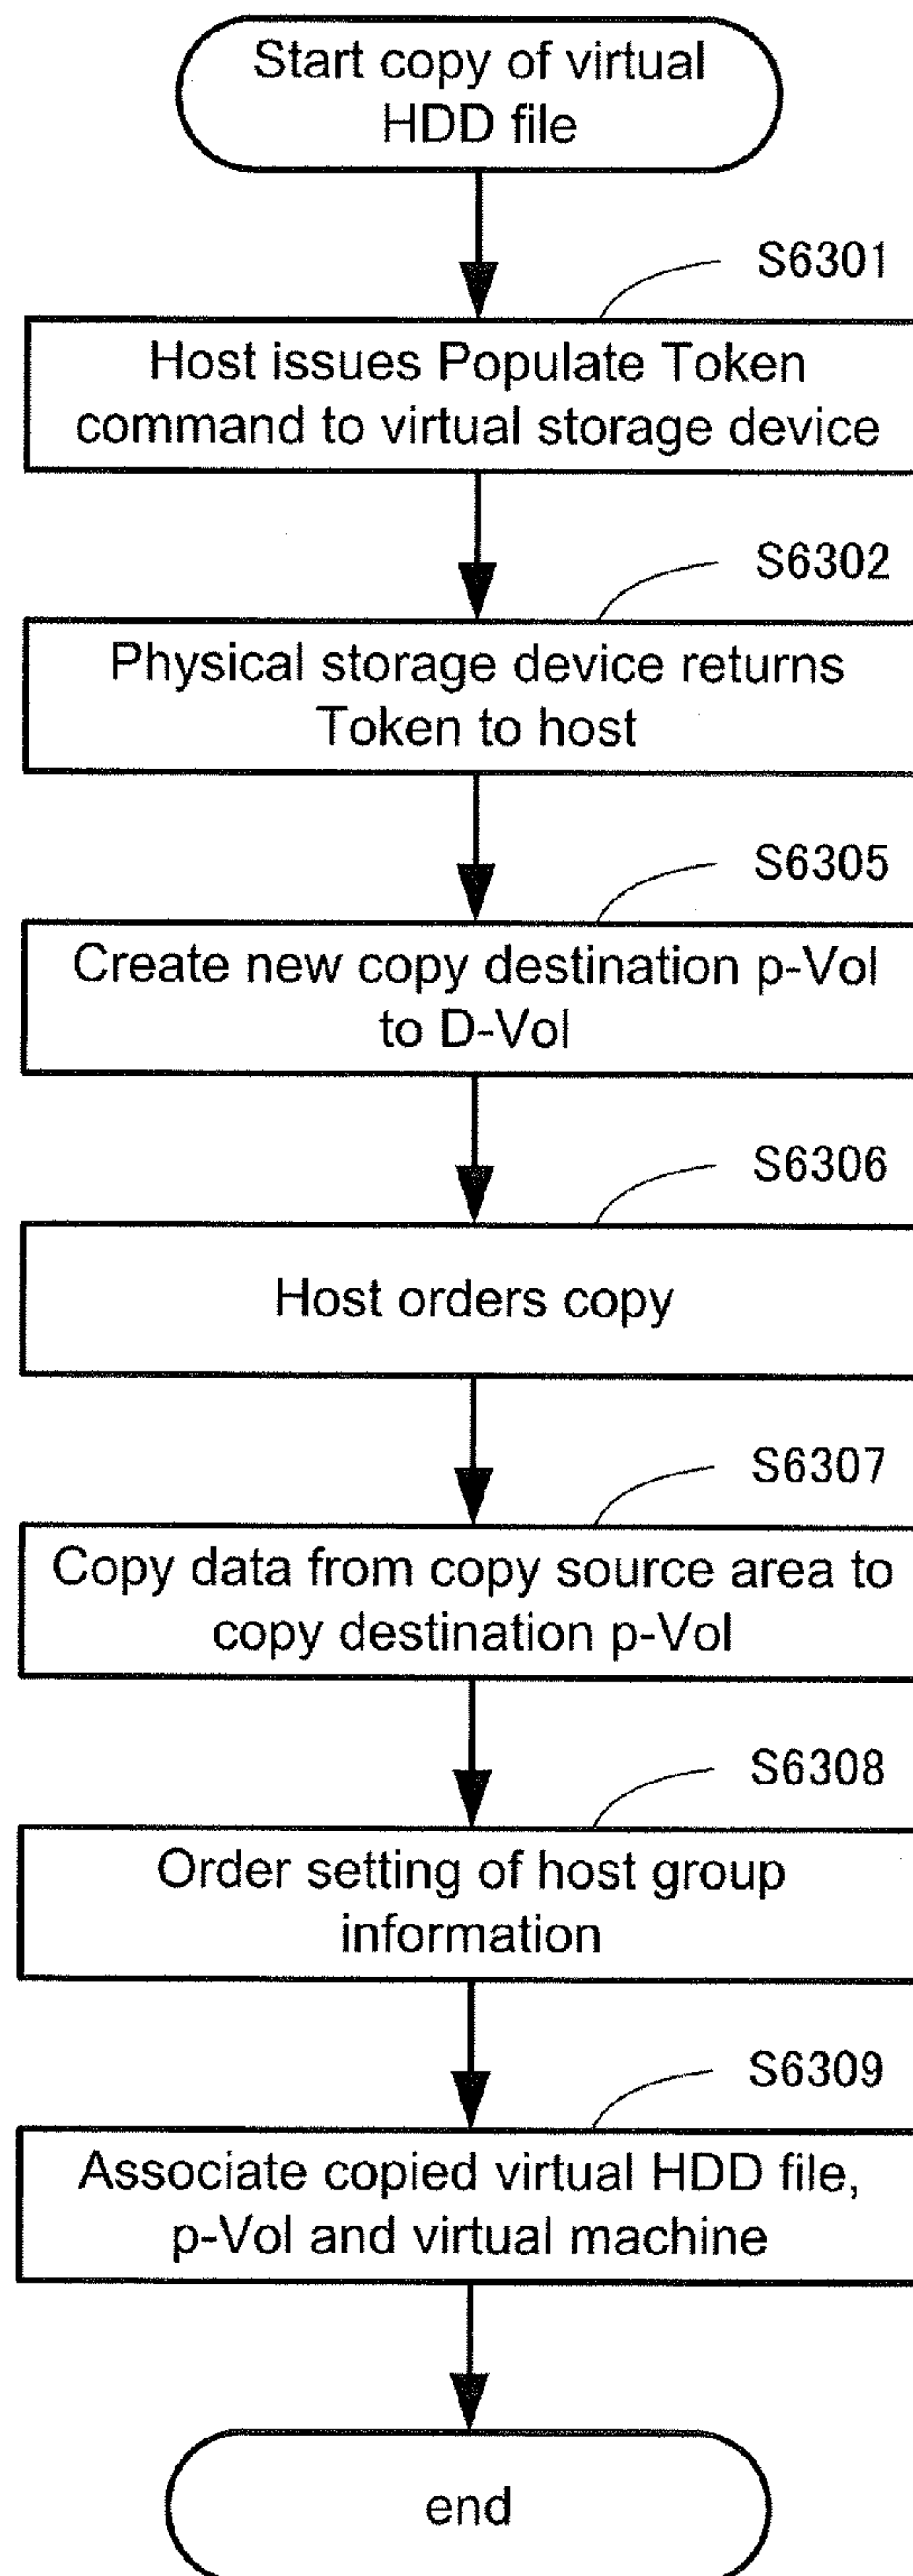 Start copy of virtual
HDD file
S6301
Host issues Populate Token
command to virtual storage device
S6302
Physical storage device returns
Token to host
S6305
Create new copy destination p-Vol
to D-Vol
S6306
Host orders copy
S6307
Copy data from copy source area to
copy destination p-Vol
S6308
Order setting of host group
information
S6309
Associate copied virtual HDD file,
p-Vol and virtual machine
end